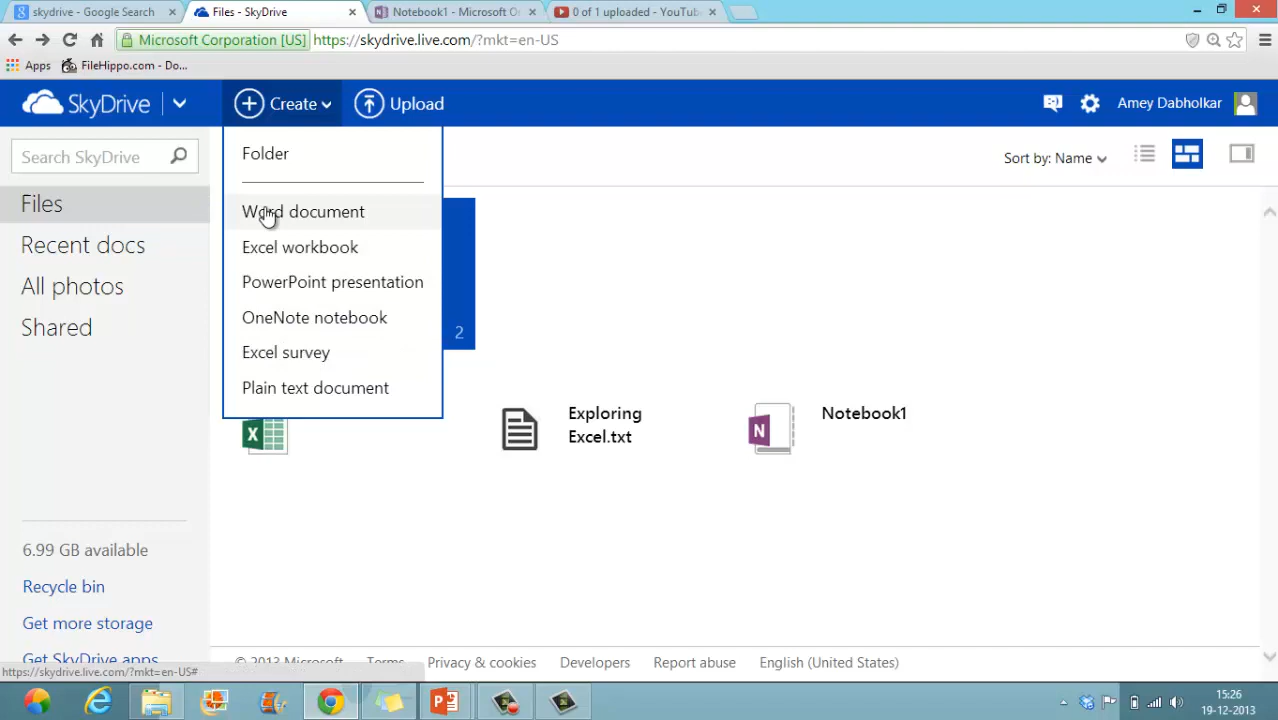 skydrive - Google Search
Files - SkyDrive
Notebook1 - Microsoft O
0 of 1 uploaded - YouTube
Microsoft Corporation [US]
https://skydrive.live.com/?mkt=en-US
Apps
FileHippo.com - Do...
SkyDrive
Create
Upload
Amey Dabholkar
Search SkyDrive
Folder
Sort by: Name
Files
Recent docs
All photos
Shared
Word document
Excel workbook
PowerPoint presentation
OneNote notebook
Excel survey
Plain text document
2
Exploring
Excel.txt
Notebook1
6.99 GB available
Recycle bin
Get more storage
Get SkyDrive apps
https://skydrive.live.com/?mkt=en-US#
© 2013 Microsoft
Terms
Privacy & cookies
Developers
Report abuse
English (United States)
15:26
19-12-2013